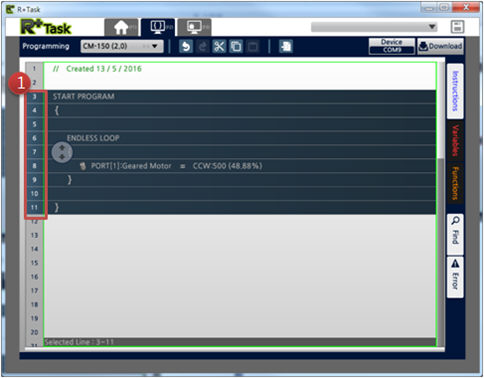 R+Task
R+Task
Programming CM-150 (2,0) Device COM9 Download
1
1 // Created 13 / 5 / 2016
2
3 START PROGRAM
4 {
5
6 ENDLESS LOOP
7
8 PORT[1]:Geared Motor = CCW:500 (48,88%)
9 }
10
11 }
12
13
14
15
16
17
18
19
20
21
Selected Line : 3~11
Instructions
Variables
Functions
Find
Error